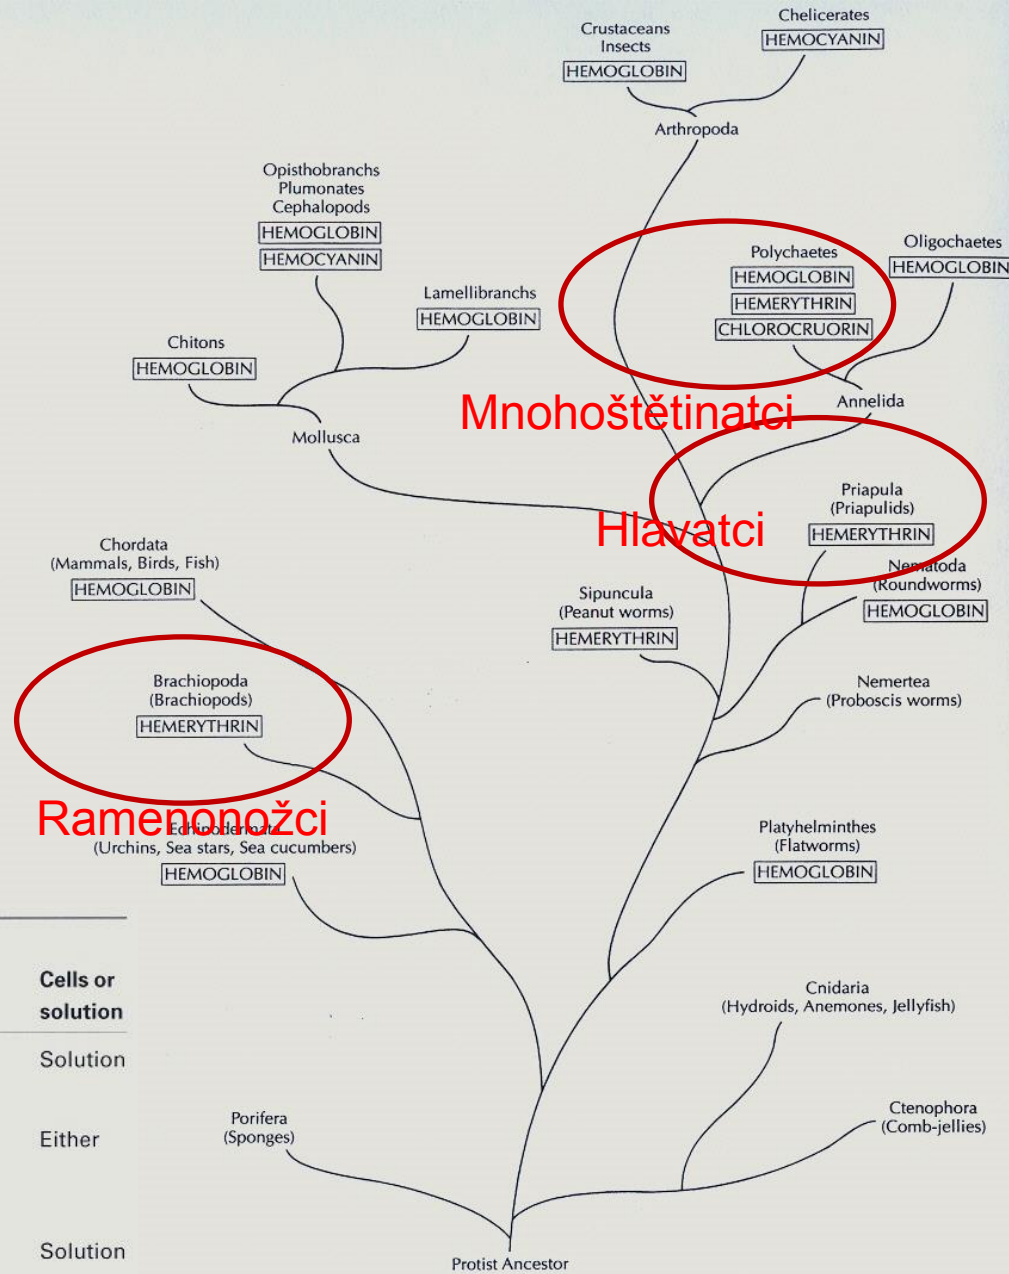 Chelicerates
HEMOCYANIN
Crustaceans
Insects
HEMOGLOBIN
Arthropoda
Opisthobranchs
Plumonates
Cephalopods
HEMOGLOBIN
HEMOCYANIN
Polychaetes
HEMOGLOBIN
HEMERYTHRIN
CHLOROCRUORIN
Oligochaetes
HEMOGLOBIN
Lamellibranchs
HEMOGLOBIN
Chitons
HEMOGLOBIN
Annelida
Mnohoštětinatci
Mollusca
Priapula
(Priapulids)
HEMERYTHRIN
Hlavatci
Chordata
(Mammals, Birds, Fish)
HEMOGLOBIN
Nematoda
(Roundworms)
HEMOGLOBIN
Sipuncula
(Peanut worms)
HEMERYTHRIN
Brachiopoda
(Brachiopods)
HEMERYTHRIN
Nemertea
(Proboscis worms)
Ramenonožci
Echinodermata
(Urchins, Sea stars, Sea cucumbers)
HEMOGLOBIN
Platyhelminthes
(Flatworms)
HEMOGLOBIN
Cells or
solution
Solution
Either
Solution
Cnidaria
(Hydroids, Anemones, Jellyfish)
Porifera
(Sponges)
Ctenophora
(Comb-jellies)
Protist Ancestor